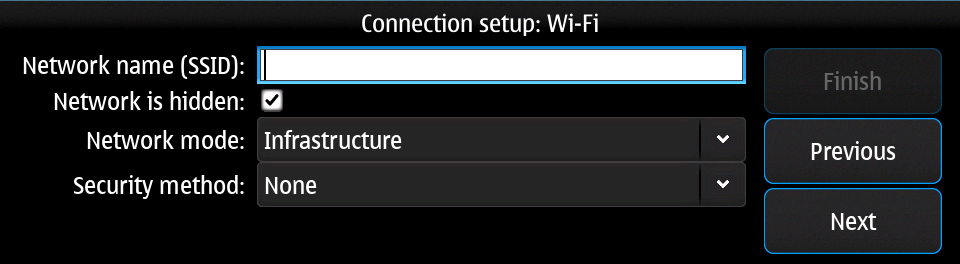 Connection setup: Wi-Fi
Network name (SSID):
Finish
Network is hidden:
Network mode: Infrastructure
Previous
Security method: None
Next